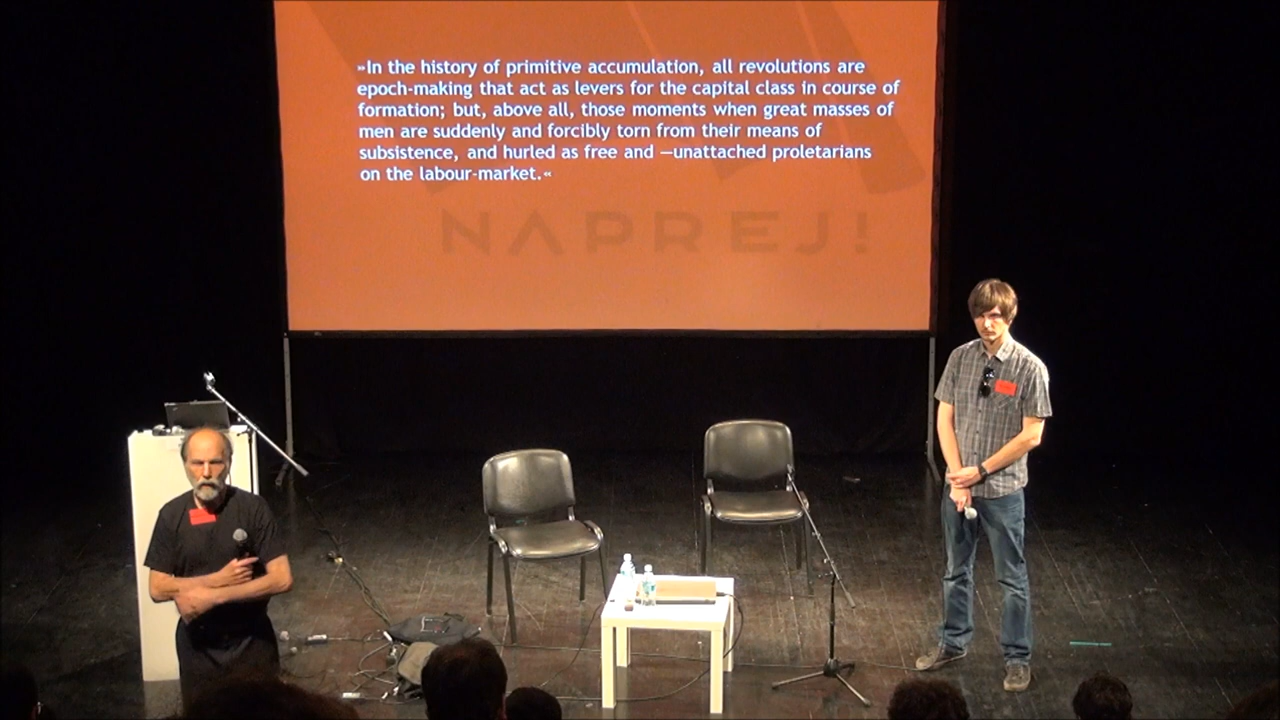 »In the history of primitive accumulation, all revolutions are
epoch-making that act as levers for the capital class in course of
formation; but, above all, those moments when great masses of
men are suddenly and forcibly torn from their means of
subsistence, and hurled as free and —unattached proletarians
on the labour-market.«
NAPREJ!